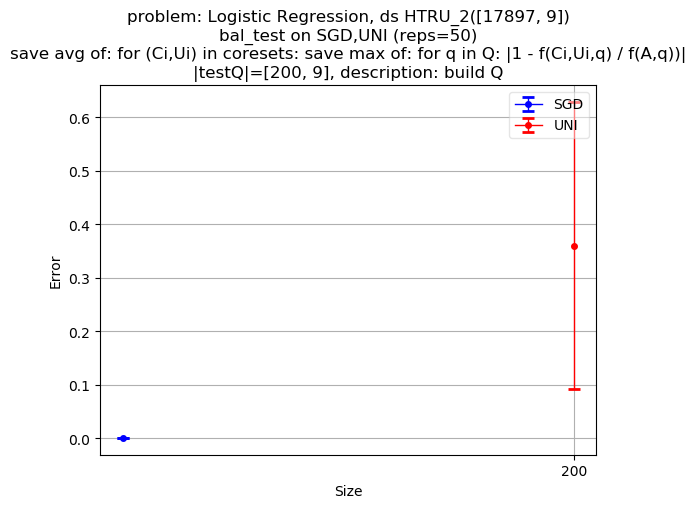 problem: Logistic Regression, ds HTRU_2([17897, 9])
bal_test on SGD,UNI (reps=50)
save avg of: for (Ci,Ui) in coresets: save max of: for q in Q: |1 - f(Ci,Ui,q) / f(A,q))|
|testQ|=[200, 9], description: build Q
SGD
UNI
0.6
0.5
0.4
0.3
0.2
0.1
0.0
Error
200
Size